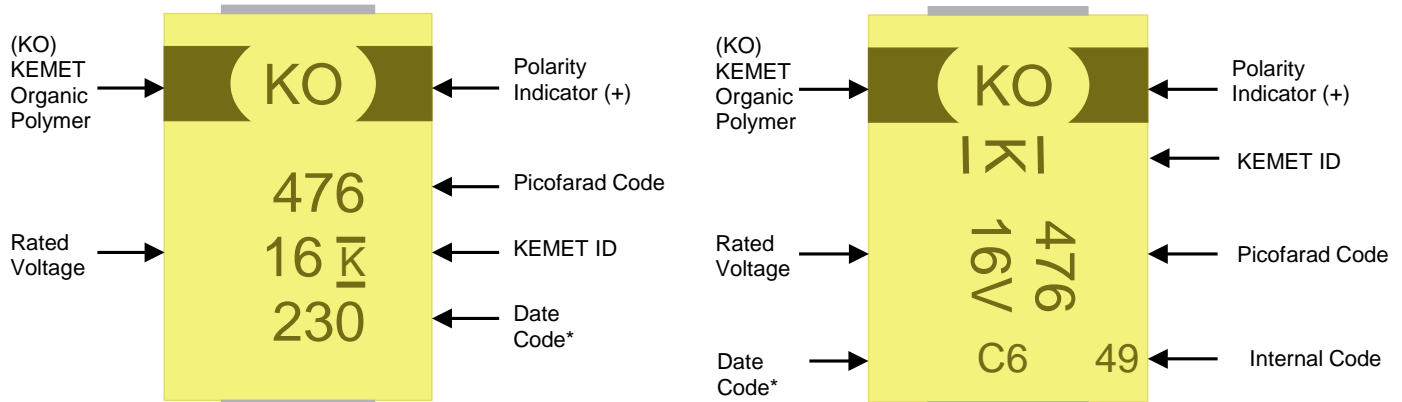 (KO)
KEMET
Organic
Polymer
KO
Polarity
Indicator (+)
476
Picofarad Code
Rated
Voltage
16 K
KEMET ID
230
Date
Code*
(KO)
KEMET
Organic
Polymer
KO
Polarity
Indicator (+)
K
KEMET ID
Rated
Voltage
476
16V
Picofarad Code
Date
Code*
C6
49
Internal Code